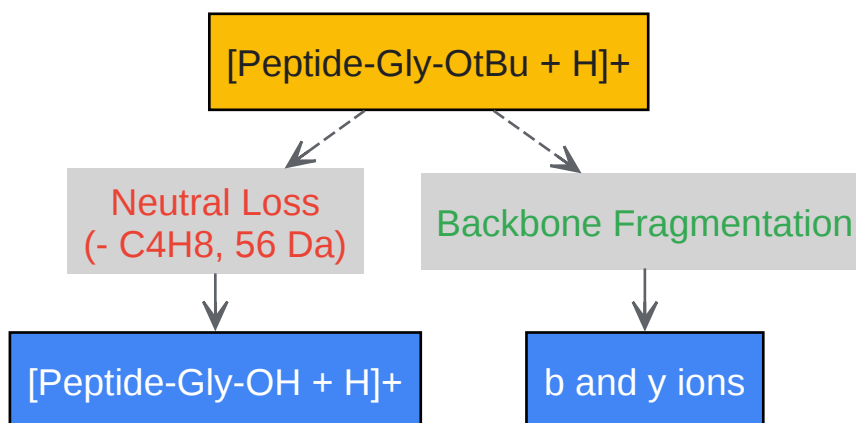 [Peptide-Gly-OtBu + H]+
Neutral Loss
(- C4H8, 56 Da)
Backbone Fragmentation
[Peptide-Gly-OH + H]+
b and y ions